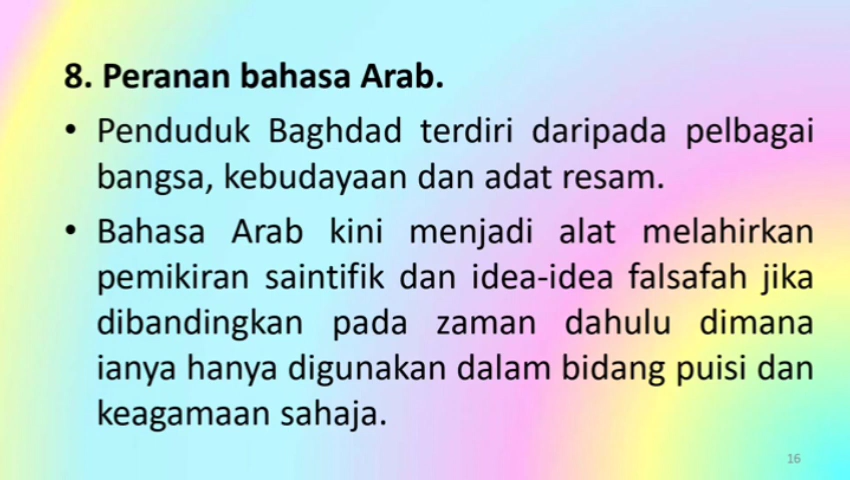 8. Peranan bahasa Arab.
• Penduduk Baghdad terdiri daripada pelbagai
bangsa, kebudayaan dan adat resam.
• Bahasa Arab kini menjadi alat melahirkan
pemikiran saintifik dan idea-idea falsafah jika
dibandingkan pada zaman dahulu dimana
ianya hanya digunakan dalam bidang puisi dan
keagamaan sahaja.
16